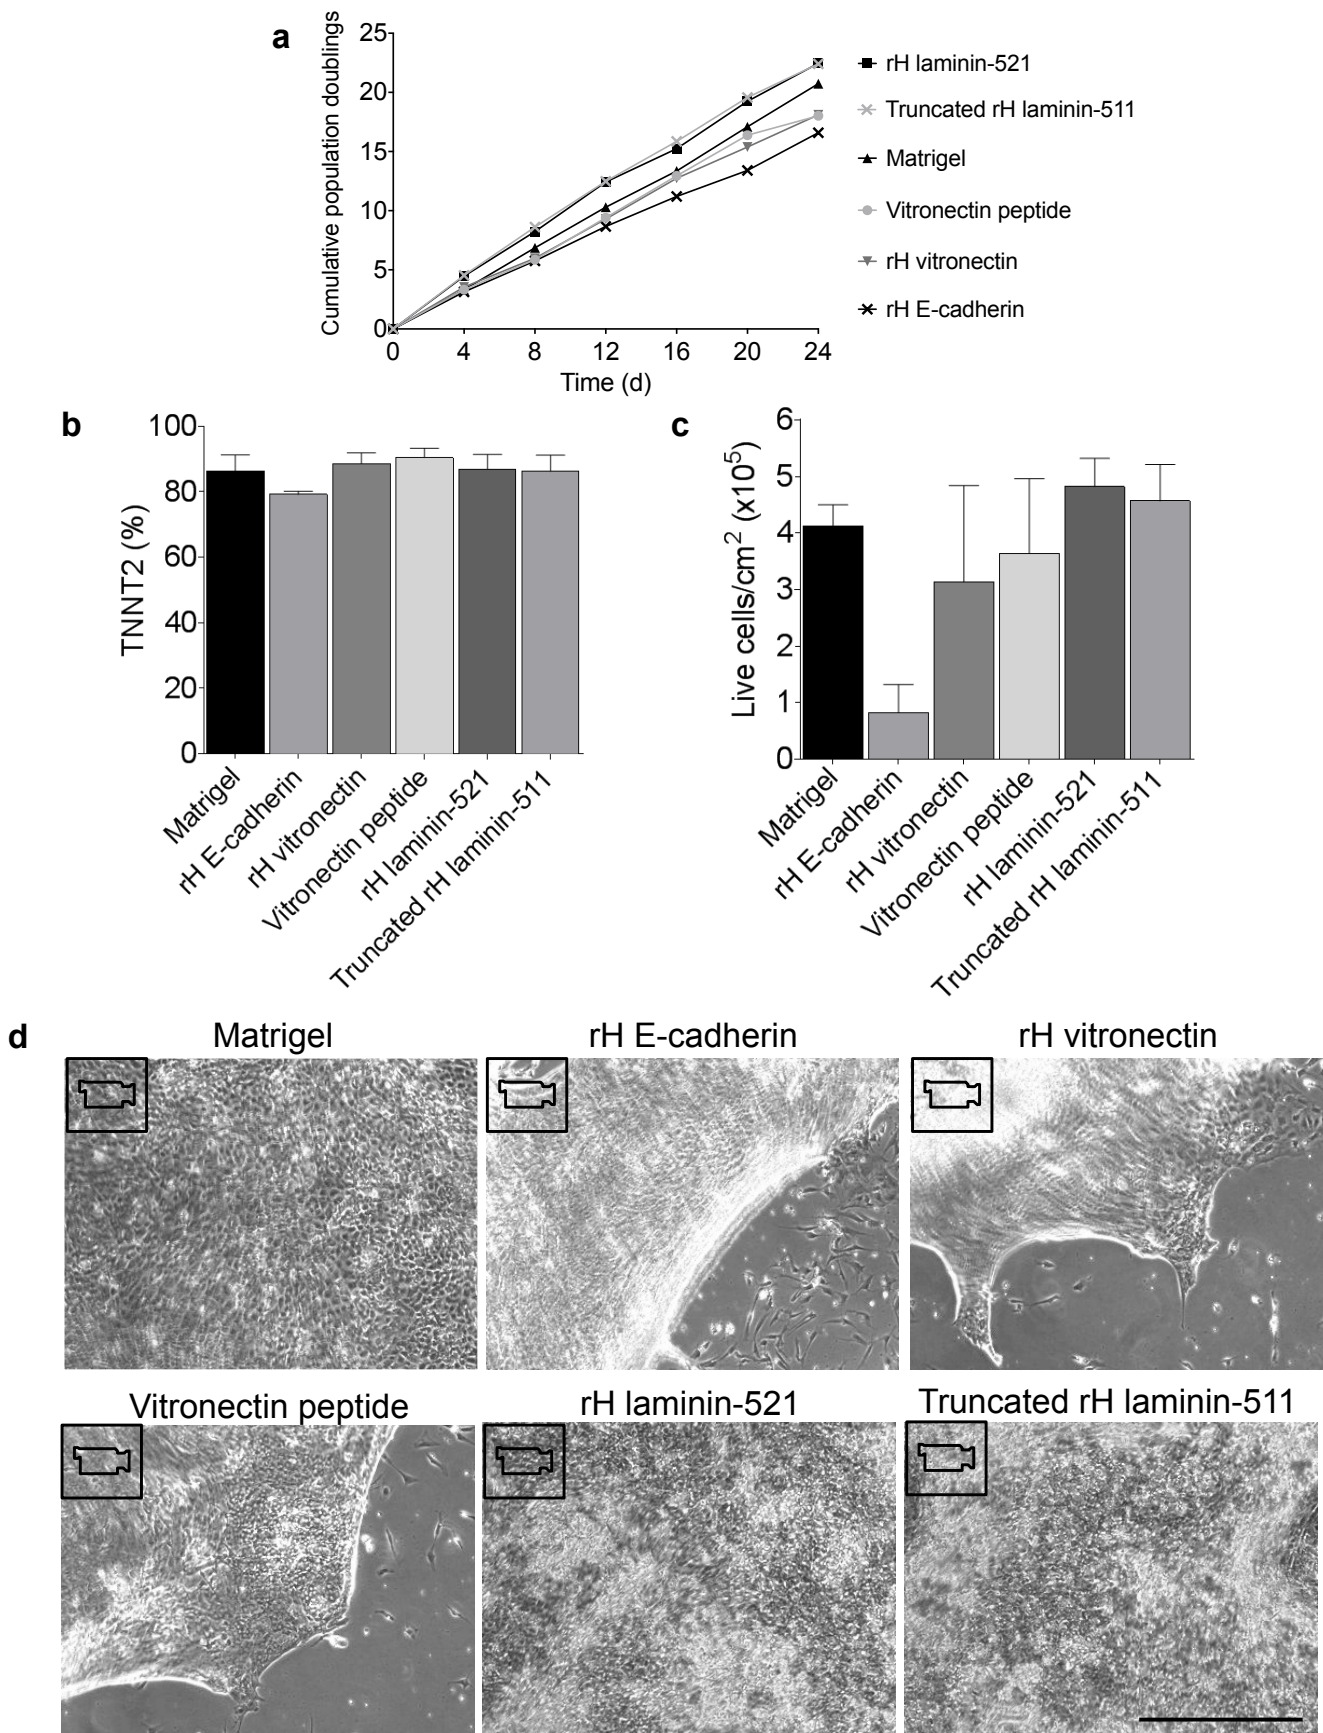 a
Cumulative population doublings
25
20
15
10
5
0
0 4 8 12 16 20 24
Time (d)
rH laminin-521
Truncated rH laminin-511
Matrigel
Vitronectin peptide
rH vitronectin
rH E-cadherin
b
TNNT2 (%)
100
80
60
40
20
0
Matrigel
rH E-cadherin
rH vitronectin
Vitronectin peptide
rH laminin-521
Truncated rH laminin-511
c
Live cells/cm² (x10⁵)
6
5
4
3
2
1
0
Matrigel
rH E-cadherin
rH vitronectin
Vitronectin peptide
rH laminin-521
Truncated rH laminin-511
d
Matrigel
rH E-cadherin
rH vitronectin
Vitronectin peptide
rH laminin-521
Truncated rH laminin-511